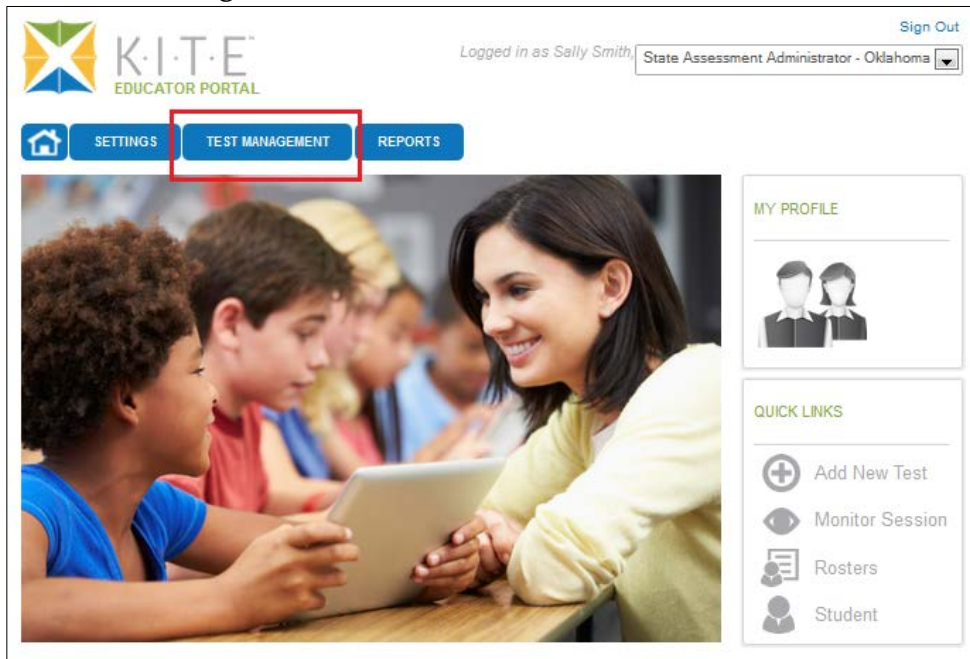 Sign Out
K·I·T·E™
Logged in as Sally Smith, State Assessment Administrator - Oklahoma
EDUCATOR PORTAL
SETTINGS TEST MANAGEMENT REPORTS
MY PROFILE
QUICK LINKS
Add New Test
Monitor Session
Rosters
Student